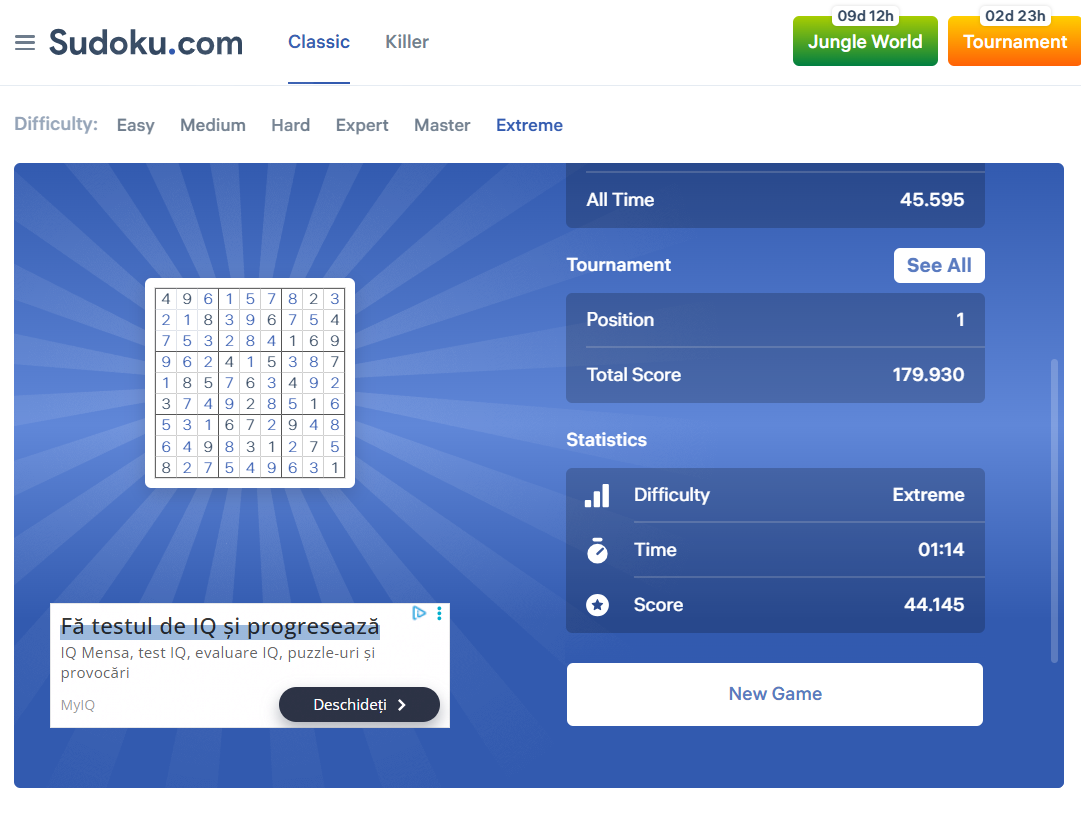 09d 12h
02d 23h
Sudoku.com
Classic
Killer
Jungle World
Tournament
Difficulty:
Easy
Medium
Hard
Expert
Master
Extreme
All Time 45.595
Tournament See All
Position 1
Total Score 179.930
Statistics
Difficulty Extreme
Time 01:14
Score 44.145
New Game
4 9 6 1 5 7 8 2 3
2 1 8 3 9 6 7 5 4
7 5 3 2 8 4 1 6 9
9 6 2 4 1 5 3 8 7
1 8 5 7 6 3 4 9 2
3 7 4 9 2 8 5 1 6
5 3 1 6 7 2 9 4 8
6 4 9 8 3 1 2 7 5
8 2 7 5 4 9 6 3 1
Fă testul de IQ și progresează
IQ Mensa, test IQ, evaluare IQ, puzzle-uri și
provocări
MyIQ
Deschideți